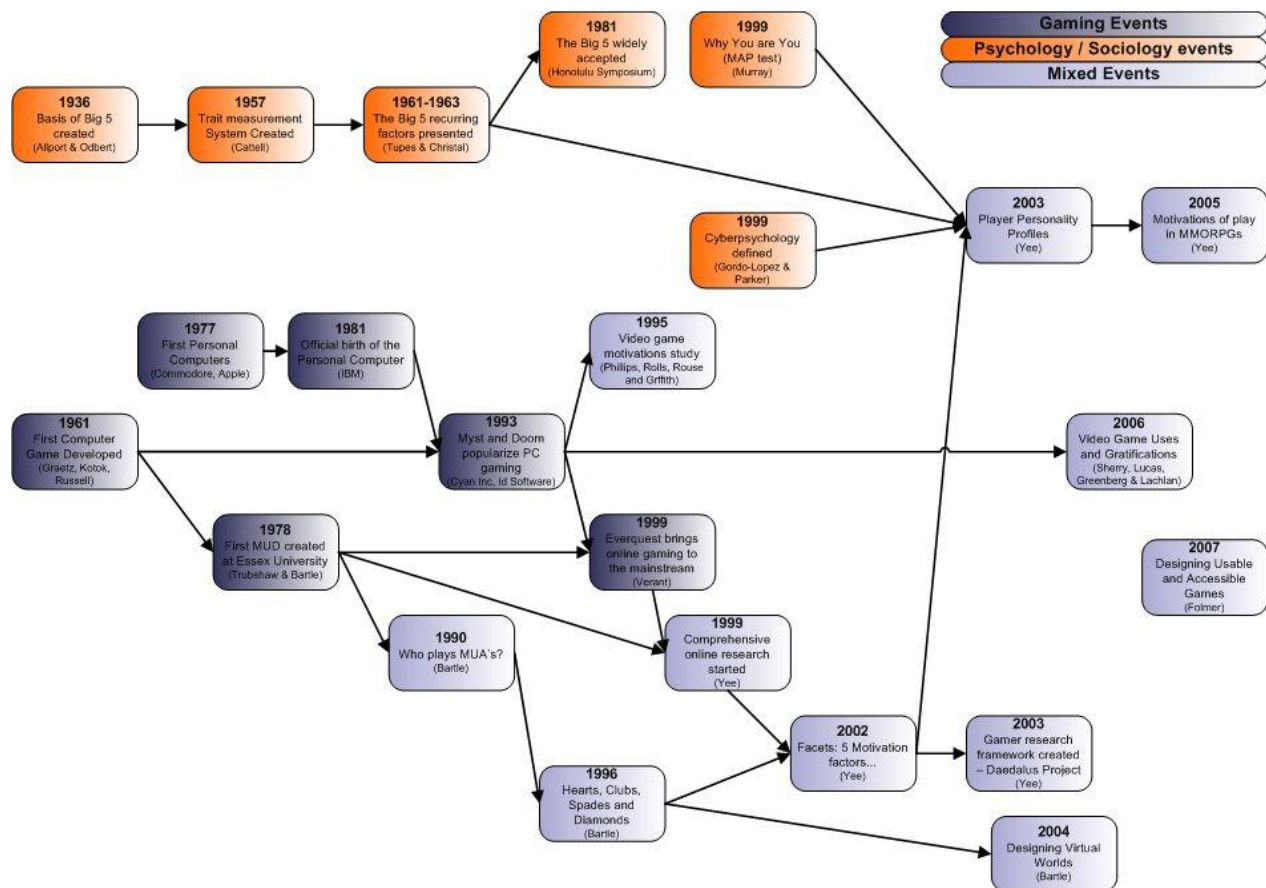 Gaming Events
Psychology / Sociology events
Mixed Events
1981
The Big 5 widely
accepted
(Honolulu Symposium)
1999
Why You are You
(MAP test)
(Murray)
1936
Basis of Big 5
created
(Allport & Odbert)
1957
Trait measurement
System Created
(Cattell)
1961-1963
The Big 5 recurring
factors presented
(Tupes & Christal)
2003
Player Personality
Profiles
(Yee)
2005
Motivations of play
in MMORPGs
(Yee)
1999
Cyberpsychology
defined
(Gordo-Lopez &
Parker)
1977
First Personal
Computers
(Commodore, Apple)
1981
Official birth of the
Personal Computer
(IBM)
1995
Video game
motivations study
(Phillips, Rolls, Rouse
and Grffith)
1961
First Computer
Game Developed
(Graetz, Kotok,
Russell)
1993
Myst and Doom
popularize PC
gaming
(Cyan Inc, Id Software)
2006
Video Game Uses
and Gratifications
(Sherry, Lucas,
Greenberg & Lachlan)
1978
First MUD created
at Essex University
(Trubshaw & Bartle)
1999
Everquest brings
online gaming to
the mainstream
(Verant)
2007
Designing Usable
and Accessible
Games
(Folmer)
1990
Who plays MUA's?
(Bartle)
1999
Comprehensive
online research
started
(Yee)
2002
Facets: 5 Motivation
factors...
(Yee)
2003
Gamer research
framework created
– Daedalus Project
(Yee)
1996
Hearts, Clubs,
Spades and
Diamonds
(Bartle)
2004
Designing Virtual
Worlds
(Bartle)